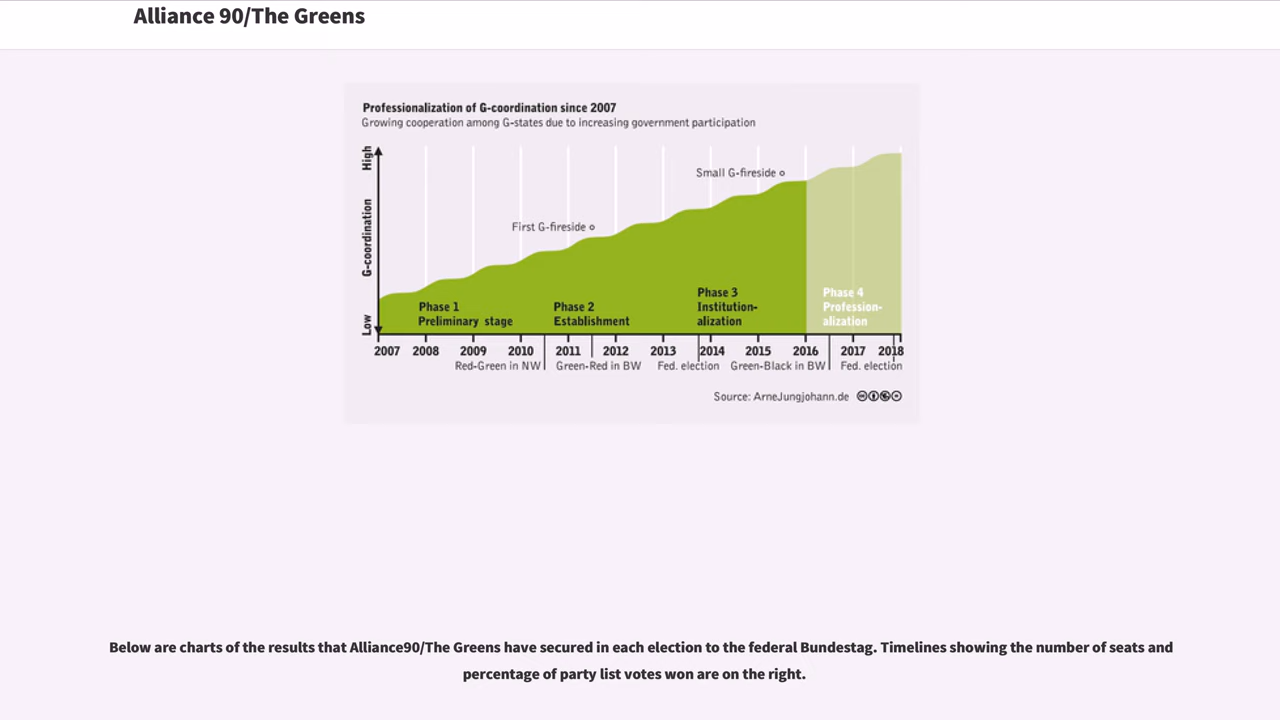 Alliance 90/The Greens
Professionalization of G-coordination since 2007
Growing cooperation among G-states due to increasing government participation
High
G-coordination
Low
Small G-fireside
First G-fireside
Phase 1
Preliminary stage
Phase 2
Establishment
Phase 3
Institution-
alization
Phase 4
Profession-
alization
2007 2008 2009 2010 2011 2012 2013 2014 2015 2016 2017 2018
Red-Green in NW Green-Red in BW Fed. election Green-Black in BW Fed. election
Source: ArneJungjohann.de
Below are charts of the results that Alliance90/The Greens have secured in each election to the federal Bundestag. Timelines showing the number of seats and
percentage of party list votes won are on the right.